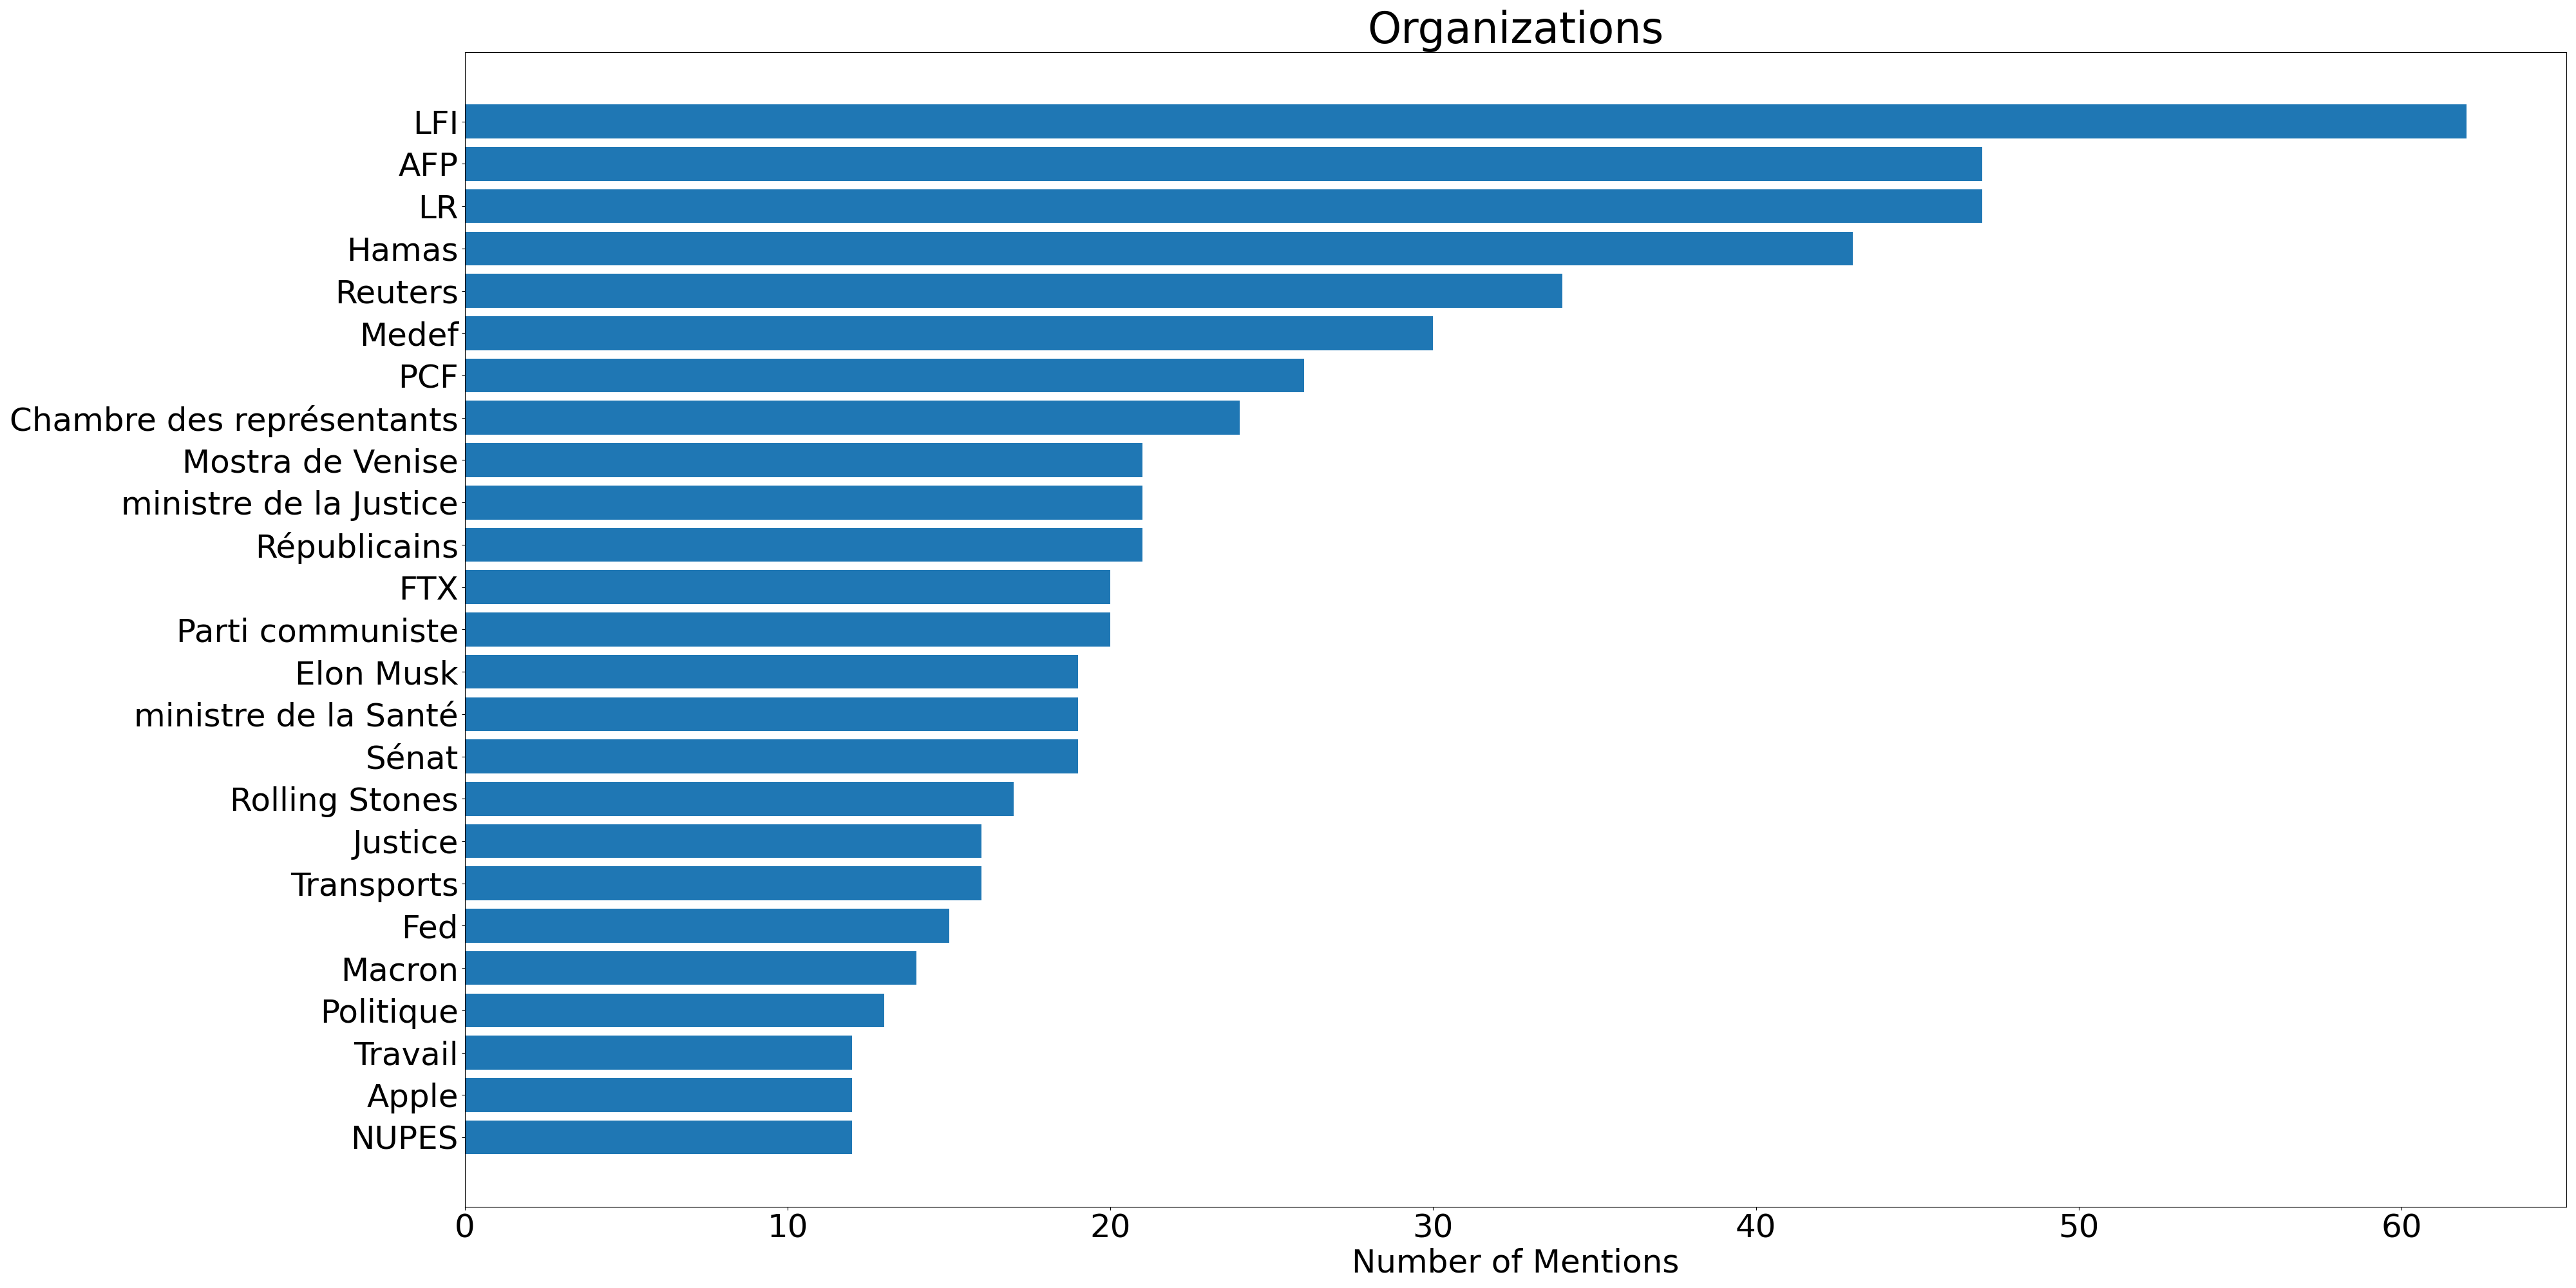 Organizations
LFI
AFP
LR
Hamas
Reuters
Medef
PCF
Chambre des représentants
Mostra de Venise
ministre de la Justice
Républicains
FTX
Parti communiste
Elon Musk
ministre de la Santé
Sénat
Rolling Stones
Justice
Transports
Fed
Macron
Politique
Travail
Apple
NUPES
0 10 20 30 40 50 60
Number of Mentions